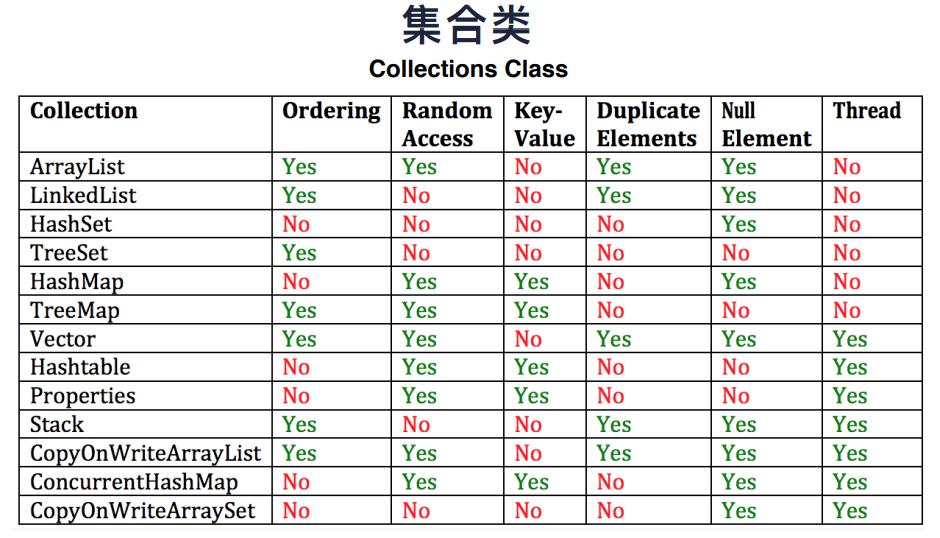 集合类
Collections Class
Collection Ordering Random Access Key-Value Duplicate Elements Null Element Thread
ArrayList Yes Yes No Yes Yes No
LinkedList Yes No No Yes Yes No
HashSet No No No No Yes No
TreeSet Yes No No No No No
HashMap No Yes Yes No Yes No
TreeMap Yes Yes Yes No No No
Vector Yes Yes No Yes Yes Yes
Hashtable No Yes Yes No No Yes
Properties No Yes Yes No No Yes
Stack Yes No No Yes Yes Yes
CopyOnWriteArrayList Yes Yes No Yes Yes Yes
ConcurrentHashMap No Yes Yes No Yes Yes
CopyOnWriteArraySet No No No No Yes Yes